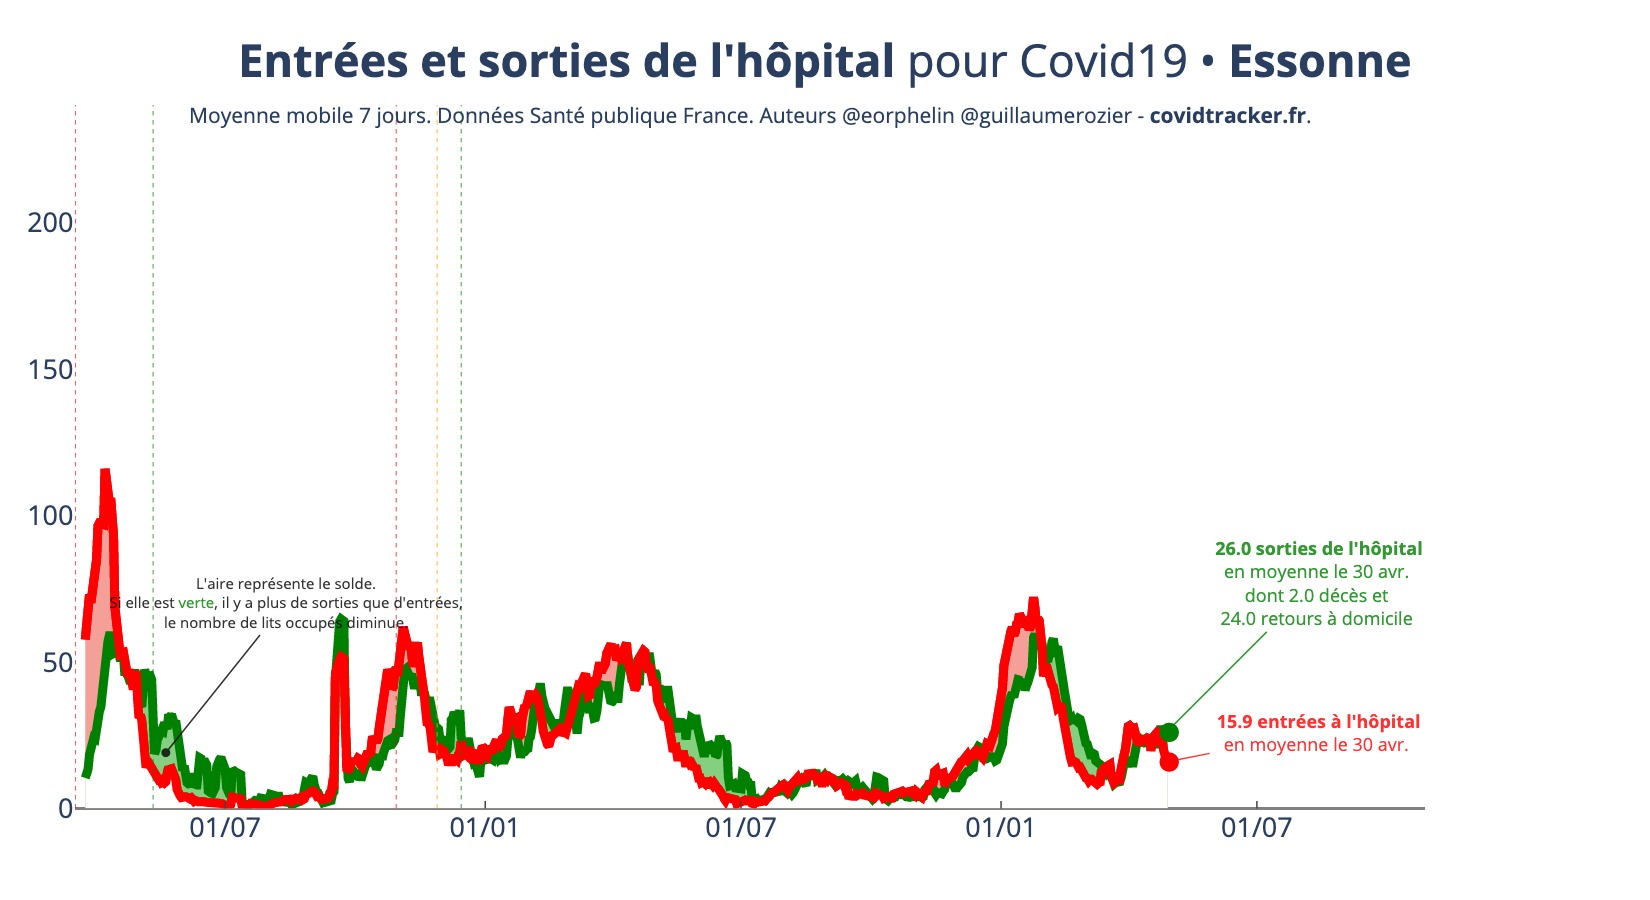 Entrées et sorties de l'hôpital pour Covid19 • Essonne
Moyenne mobile 7 jours. Données Santé publique France. Auteurs @eorphelin @guillaumerozier - covidtracker.fr.
200
150
100
50
0
L'aire représente le solde.
Si elle est verte, il y a plus de sorties que d'entrées,
le nombre de lits occupés diminue.
26.0 sorties de l'hôpital
en moyenne le 30 avr.
dont 2.0 décès et
24.0 retours à domicile
15.9 entrées à l'hôpital
en moyenne le 30 avr.
01/07
01/01
01/07
01/01
01/07